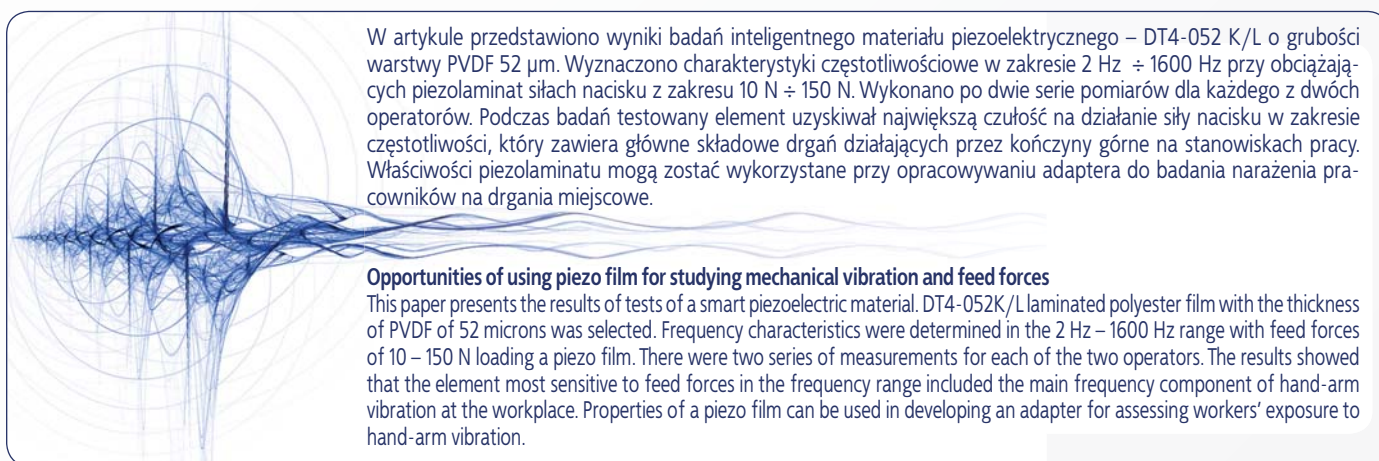 W artykule przedstawiono wyniki badań inteligentnego materiału piezoelektrycznego – DT4-052 K/L o grubości
warstwy PVDF 52 µm. Wyznaczono charakterystyki częstotliwościowe w zakresie 2 Hz ÷ 1600 Hz przy obciążają-
cych piezolaminat siłach nacisku z zakresu 10 N ÷ 150 N. Wykonano po dwie serie pomiarów dla każdego z dwóch
operatorów. Podczas badań testowany element uzyskiwał największą czułość na działanie siły nacisku w zakresie
częstotliwości, który zawiera główne składowe drgań działających przez kończyny górne na stanowiskach pracy.
Właściwości piezolaminatu mogą zostać wykorzystane przy opracowywaniu adaptera do badania narażenia pra-
cowników na drgania miejscowe.
Opportunities of using piezo film for studying mechanical vibration and feed forces
This paper presents the results of tests of a smart piezoelectric material. DT4-052K/L laminated polyester film with the thickness
of PVDF of 52 microns was selected. Frequency characteristics were determined in the 2 Hz – 1600 Hz range with feed forces
of 10 – 150 N loading a piezo film. There were two series of measurements for each of the two operators. The results showed
that the element most sensitive to feed forces in the frequency range included the main frequency component of hand-arm
vibration at the workplace. Properties of a piezo film can be used in developing an adapter for assessing workers' exposure to
hand-arm vibration.